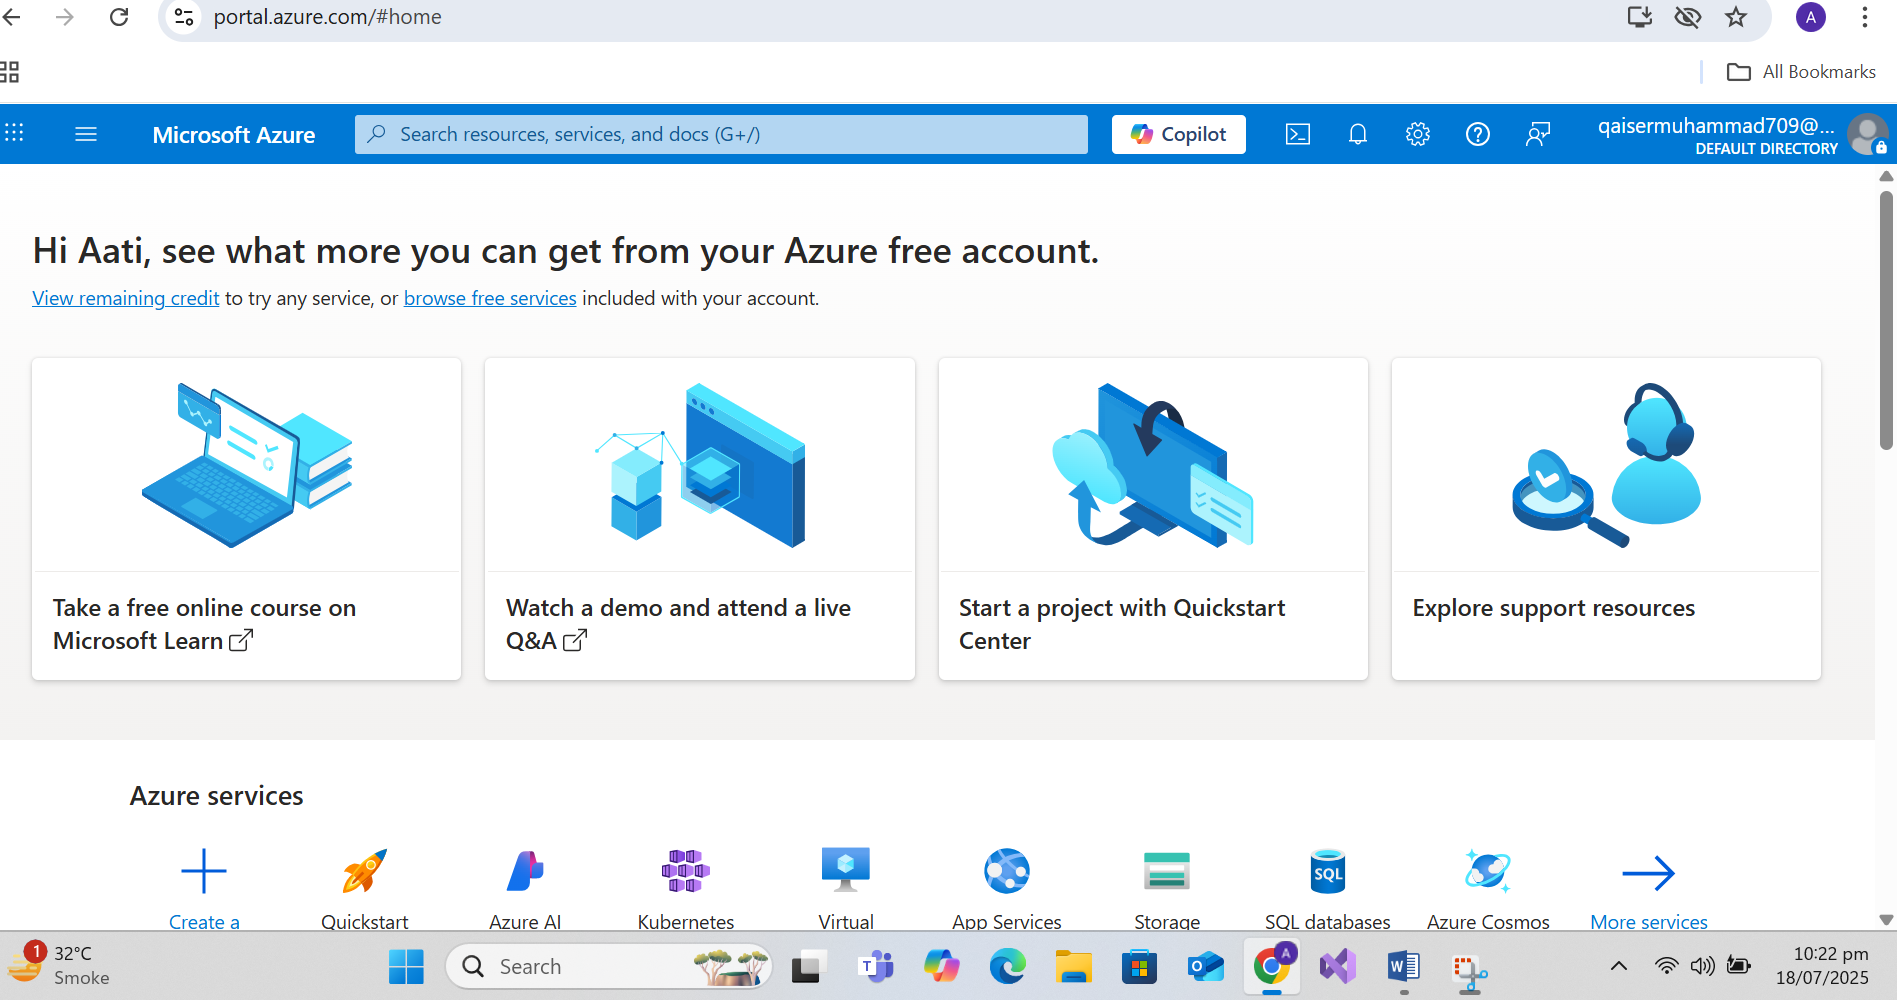 portal.azure.com/#home
A
All Bookmarks
Microsoft Azure
Search resources, services, and docs (G+/)
Copilot
qaisermuhammad709@...
DEFAULT DIRECTORY
Hi Aati, see what more you can get from your Azure free account.
View remaining credit to try any service, or browse free services included with your account.
Take a free online course on
Microsoft Learn
Watch a demo and attend a live
Q&A
Start a project with Quickstart
Center
Explore support resources
Azure services
SQL
Create a
Quickstart
Azure AI
Kubernetes
Virtual
App Services
Storage
SQL databases
Azure Cosmos
More services
1
32°C
Smoke
Search
T
O
A
W
10:22 pm
18/07/2025